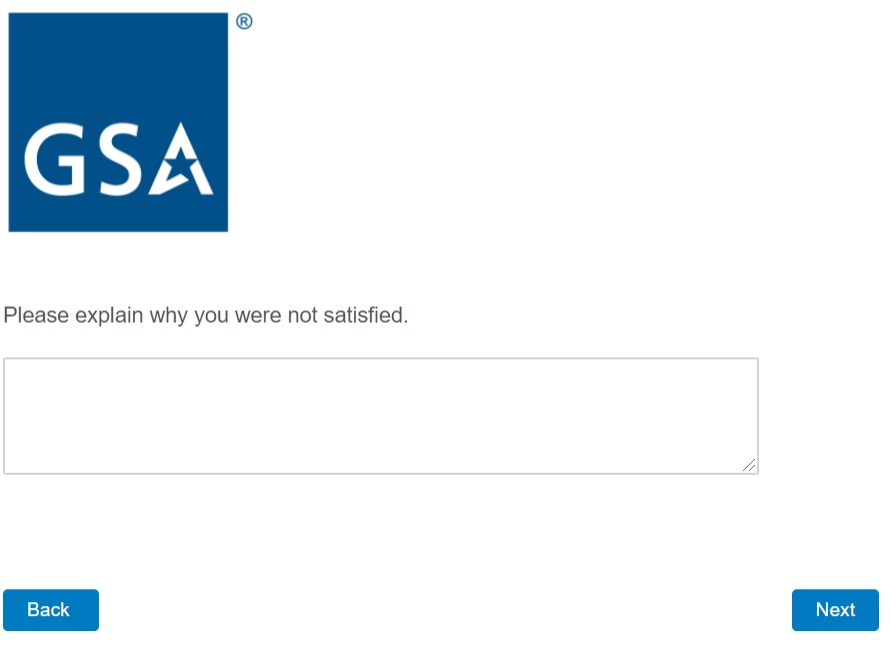 ®
GSA
Please explain why you were not satisfied.
Back
Next